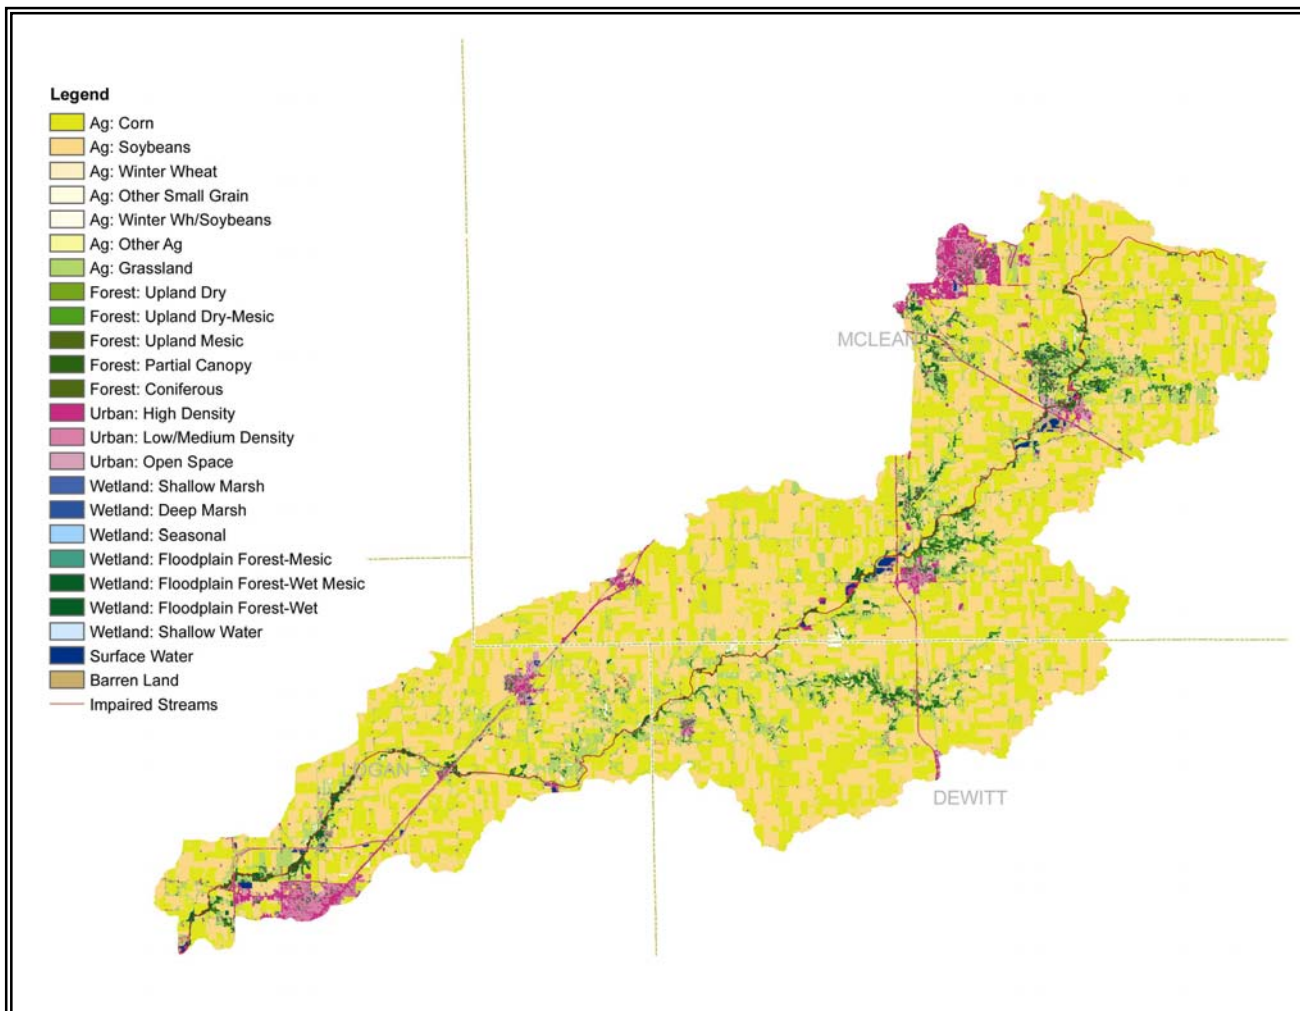 Legend
Ag: Corn
Ag: Soybeans
Ag: Winter Wheat
Ag: Other Small Grain
Ag: Winter Wh/Soybeans
Ag: Other Ag
Ag: Grassland
Forest: Upland Dry
Forest: Upland Dry-Mesic
Forest: Upland Mesic
Forest: Partial Canopy
Forest: Coniferous
Urban: High Density
Urban: Low/Medium Density
Urban: Open Space
Wetland: Shallow Marsh
Wetland: Deep Marsh
Wetland: Seasonal
Wetland: Floodplain Forest-Mesic
Wetland: Floodplain Forest-Wet Mesic
Wetland: Floodplain Forest-Wet
Wetland: Shallow Water
Surface Water
Barren Land
Impaired Streams
MCLEAN
LOGAN
DEWITT